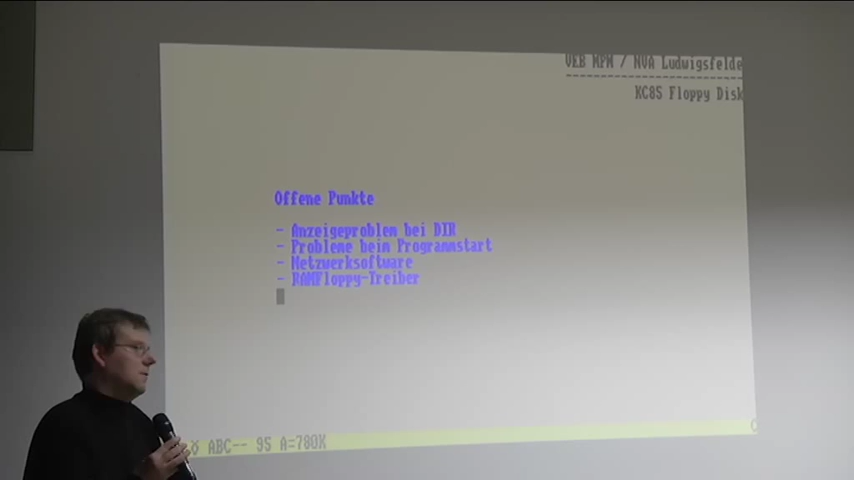 VEB MPM / NVA Ludwigsfelde
--------------------------
KC85 Floppy Disk
Offene Punkte
- Anzeigeproblem bei DIR
- Probleme beim Programmstart
- Netzwerksoftware
- RAMFloppy-Treiber
ABC-- 95 A=780K